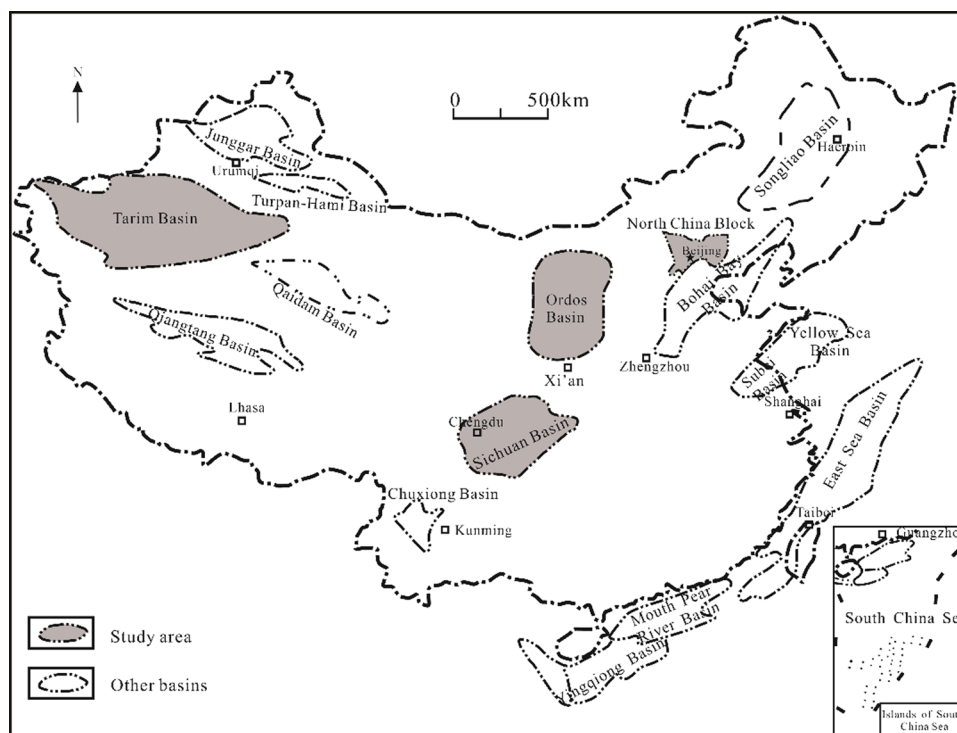 N
0 500km
Junggar Basin
Urumqi
Turpan-Hami Basin
Tarim Basin
Qaidam Basin
Qiangtang Basin
Lhasa
Songliao Basin
Haerbin
North China Block
Beijing
Bohai Bay
Basin
Ordos
Basin
Zhengzhou
Xi'an
Yellow Sea
Basin
Subei
Basin
Shanghai
Chengdu
Sichuan Basin
East Sea Basin
Chuxiong Basin
Kunming
Taibei
Mouth Pear
River Basin
Yingqiong Basin
Guangzho
South China Se
Islands of Sout
China Sea
Study area
Other basins